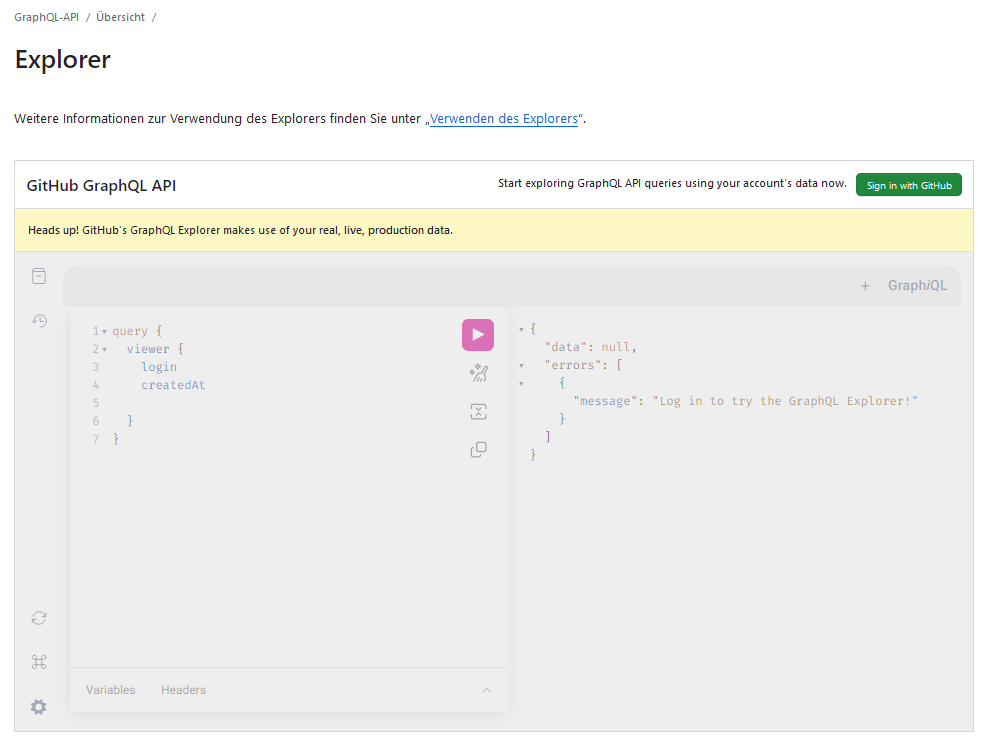 GraphQL-API / Übersicht /
Explorer
Weitere Informationen zur Verwendung des Explorers finden Sie unter „Verwenden des Explorers“.
GitHub GraphQL API
Start exploring GraphQL API queries using your account’s data now.
Sign in with GitHub
Heads up! GitHub’s GraphQL Explorer makes use of your real, live, production data.
+ GraphiQL
1 query {
2 viewer {
3 login
4 createdAt
5
6 }
7 }
{
"data": null,
"errors": [
{
"message": "Log in to try the GraphQL Explorer!"
}
]
}
Variables Headers